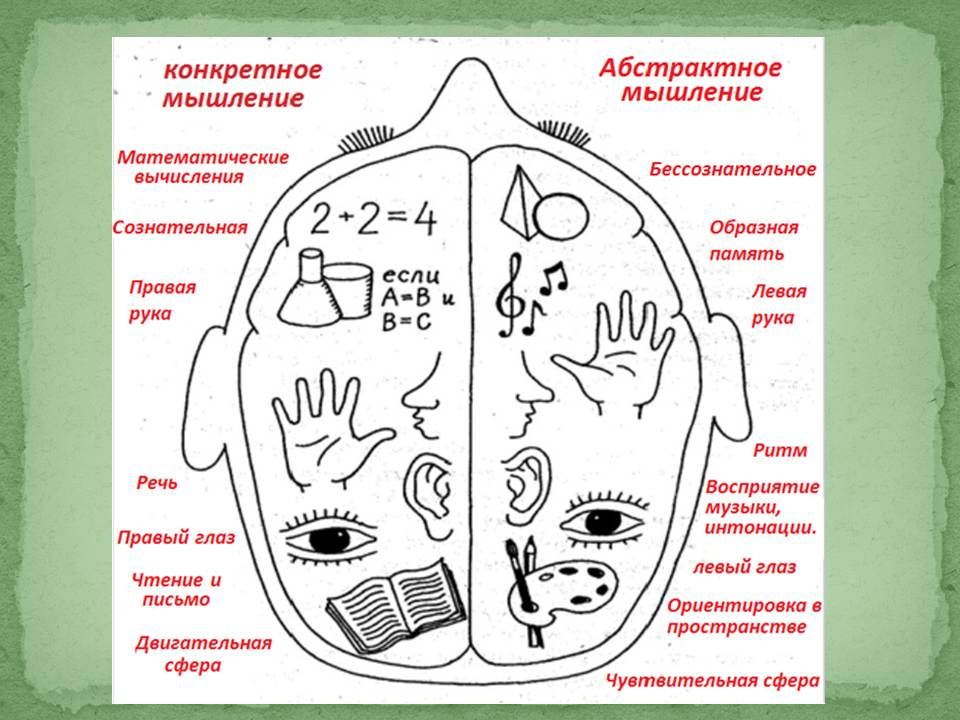 конкретное
мышление
Математические
вычисления
Сознательная
Правая
рука
Речь
Правый глаз
Чтение и
письмо
Двигательная
сфера
2+2=4
если
А=В и
В=С
Абстрактное
мышление
Бессознательное
Образная
память
Левая
рука
Ритм
Восприятие
музыки,
интонации.
левый глаз
Ориентировка в
пространстве
Чувтвительная сфера